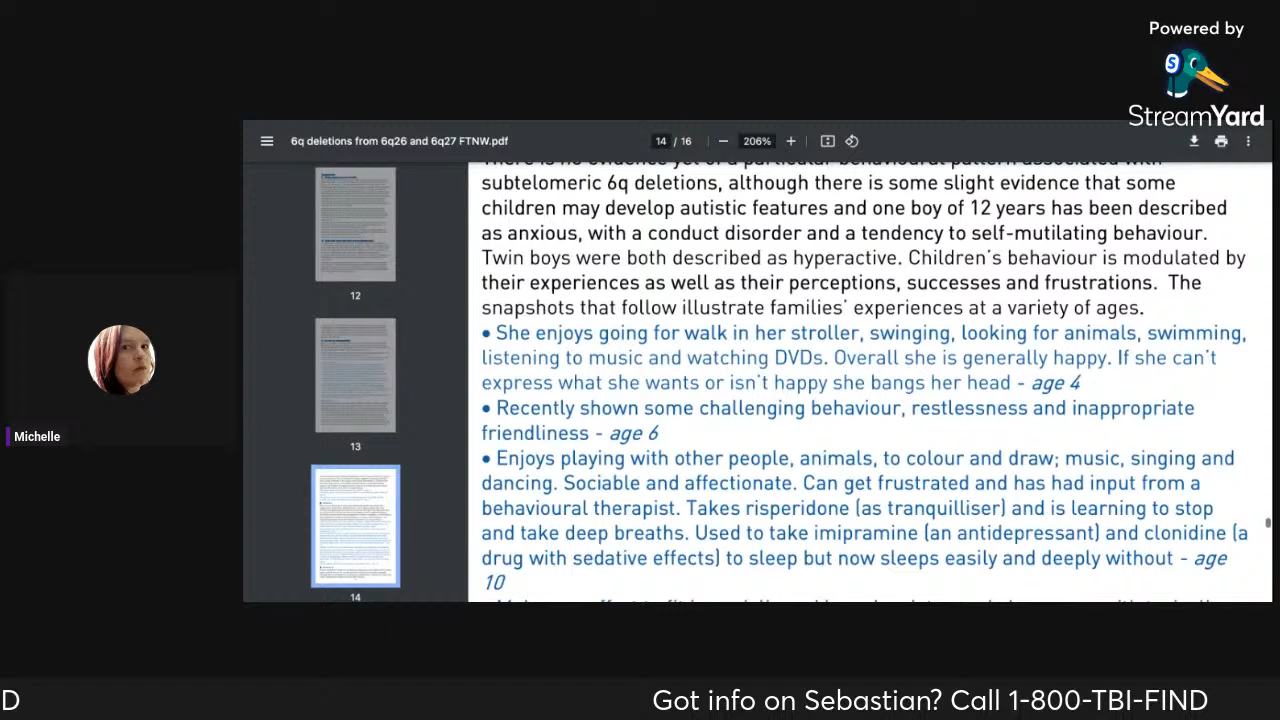 Powered by
StreamYard
6q deletions from 6q26 and 6q27 FTNW.pdf
14 / 16
206%
subtelomeric 6q deletions, although there is some slight evidence that some
children may develop autistic features and one boy of 12 years has been described
as anxious, with a conduct disorder and a tendency to self-mutilating behaviour.
Twin boys were both described as hyperactive. Children's behaviour is modulated by
their experiences as well as their perceptions, successes and frustrations. The
snapshots that follow illustrate families' experiences at a variety of ages.
• She enjoys going for walk in her stroller, swinging, looking for animals, swimming,
listening to music and watching DVDs. Overall she is generally happy. If she can't
express what she wants or isn't happy she bangs her head - age 4
• Recently shown some challenging behaviour, restlessness and inappropriate
friendliness - age 6
• Enjoys playing with other people, animals, to colour and draw; music, singing and
dancing. Sociable and affectionate. Can get frustrated and has had input from a
behavioural therapist. Takes risperidone (as tranquilliser) and is learning to stop
and take deep breaths. Used to take imipramine (an antidepressant) and clonidine (a
drug with sedative effects) to sleep but now sleeps easily and deeply without - age
10
12
13
14
Michelle
D
Got info on Sebastian? Call 1-800-TBI-FIND